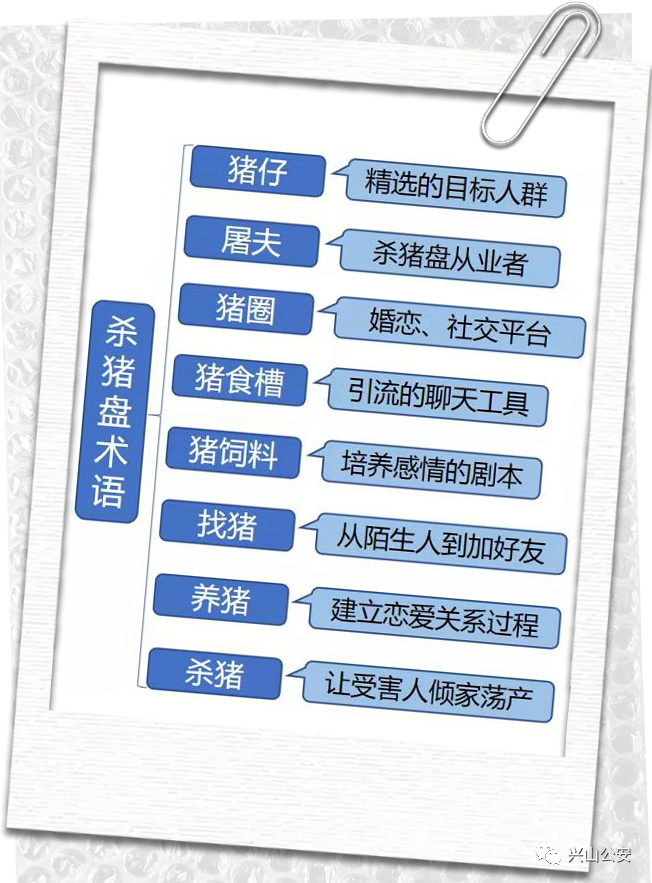 杀猪盘术语
猪仔
精选的目标人群
屠夫
杀猪盘从业者
猪圈
婚恋、社交平台
猪食槽
引流的聊天工具
猪饲料
培养感情的剧本
找猪
从陌生人到加好友
养猪
建立恋爱关系过程
杀猪
让受害人倾家荡产
兴山公安